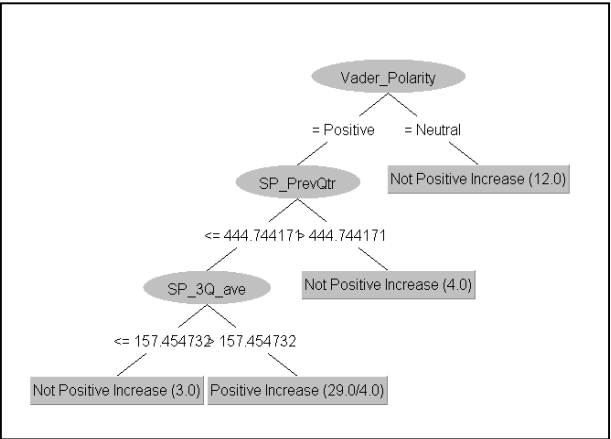 Vader_Polarity
= Positive = Neutral
SP_PrevQtr Not Positive Increase (12.0)
<= 444.744171 > 444.744171
SP_3Q_ave Not Positive Increase (4.0)
<= 157.454732 > 157.454732
Not Positive Increase (3.0) Positive Increase (29.0/4.0)